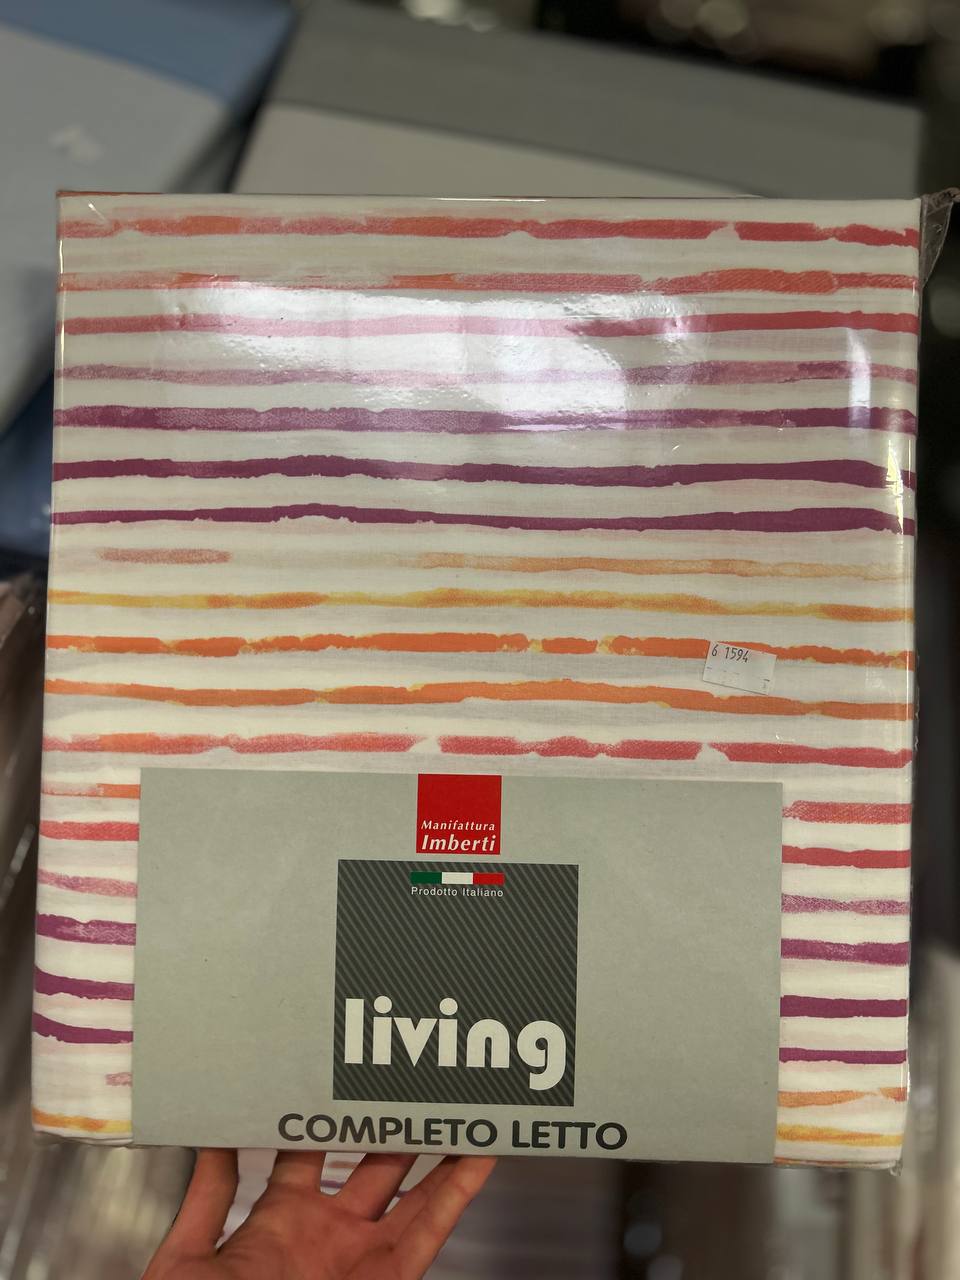 6 1594
Manifattura
Imberti
Prodotto Italiano
living
COMPLETO LETTO